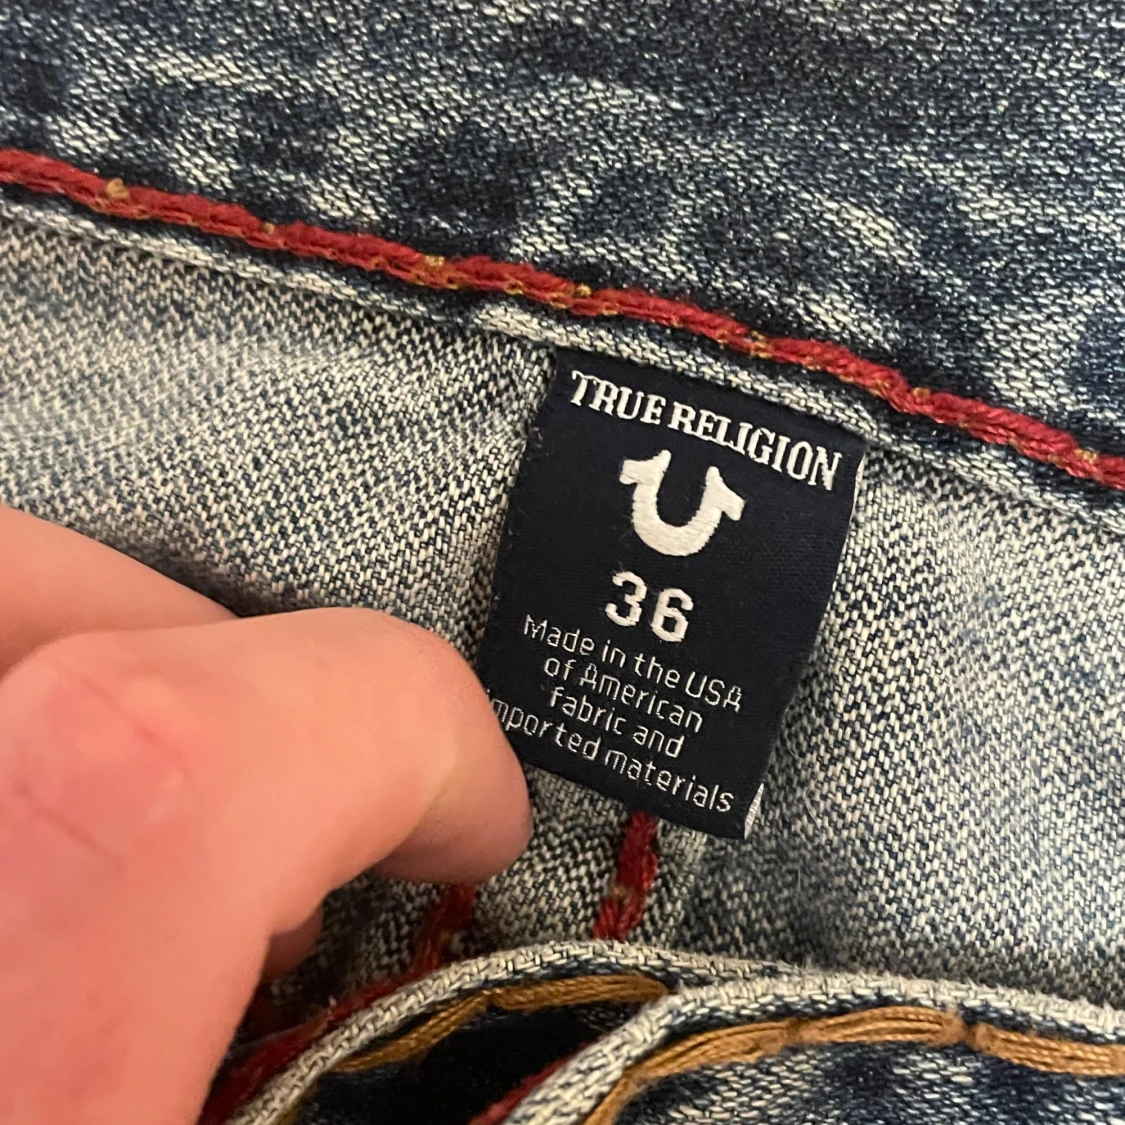 TRUE RELIGION
36
Made in the USA
of American
fabric and
imported materials